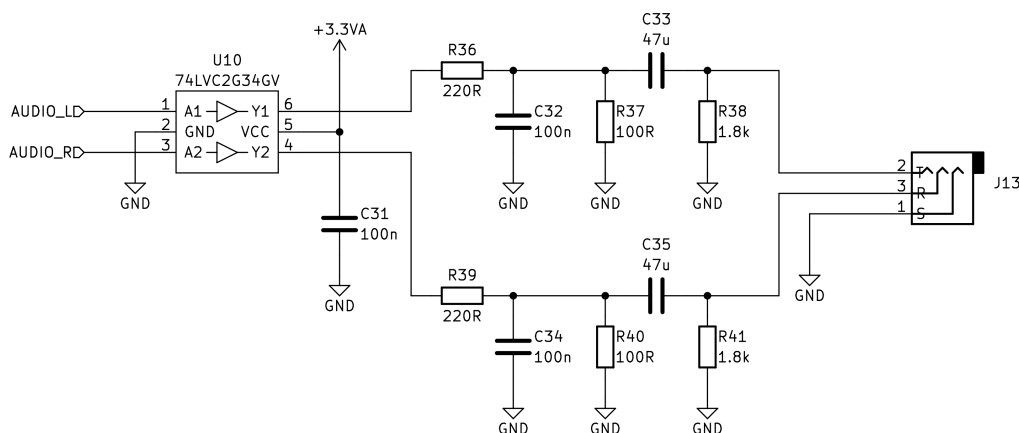 C33
47u
+3.3VA
R36
220R
U10
74LVC2G34GV
AUDIO_L
1
A1
Y1
6
2
GND
VCC
5
AUDIO_R
3
A2
Y2
4
GND
C32
100n
R37
100R
R38
1.8k
GND
GND
GND
2
T
3
R
1
S
J13
C31
100n
GND
C35
47u
R39
220R
GND
C34
100n
R40
100R
R41
1.8k
GND
GND
GND